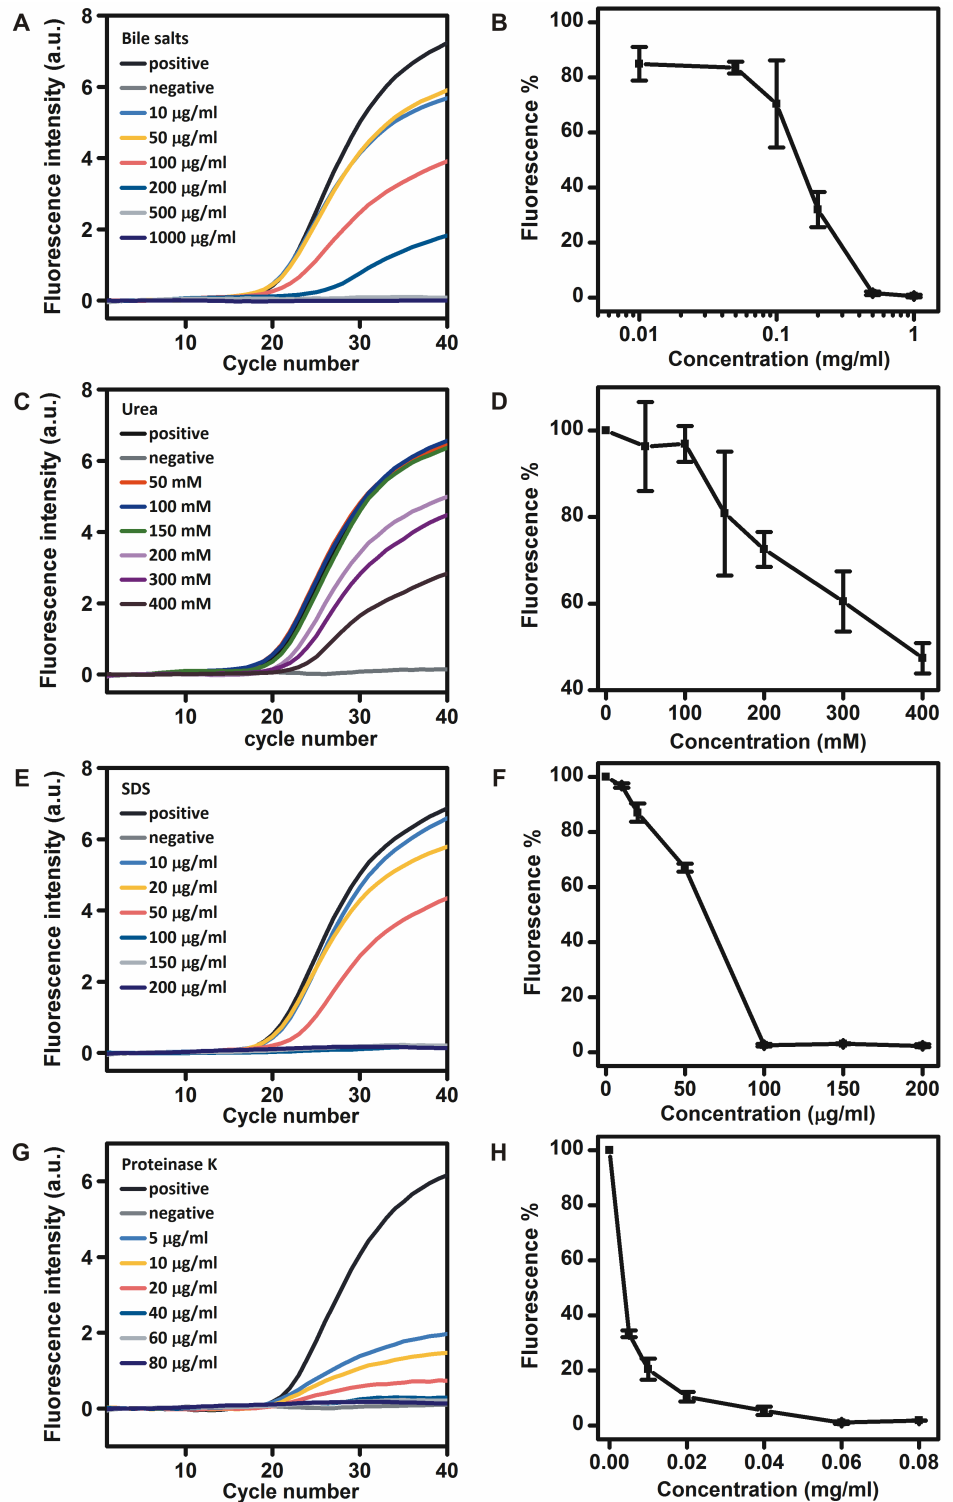 A
Fluorescence intensity (a.u.)
8
6
4
2
0
Bile salts
positive
negative
10 µg/ml
50 µg/ml
100 µg/ml
200 µg/ml
500 µg/ml
1000 µg/ml
10 20 30 40
Cycle number
B
Fluorescence %
100
80
60
40
20
0
0.01 0.1 1
Concentration (mg/ml)
C
Fluorescence intensity (a.u.)
8
6
4
2
0
Urea
positive
negative
50 mM
100 mM
150 mM
200 mM
300 mM
400 mM
10 20 30 40
cycle number
D
Fluorescence %
100
80
60
40
0 100 200 300 400
Concentration (mM)
E
Fluorescence intensity (a.u.)
8
6
4
2
0
SDS
positive
negative
10 µg/ml
20 µg/ml
50 µg/ml
100 µg/ml
150 µg/ml
200 µg/ml
10 20 30 40
Cycle number
F
Fluorescence %
100
80
60
40
20
0
0 50 100 150 200
Concentration (µg/ml)
G
Fluorescence intensity (a.u.)
6
4
2
0
Proteinase K
positive
negative
5 µg/ml
10 µg/ml
20 µg/ml
40 µg/ml
60 µg/ml
80 µg/ml
10 20 30 40
Cycle number
H
Fluorescence %
100
80
60
40
20
0
0.00 0.02 0.04 0.06 0.08
Concentration (mg/ml)